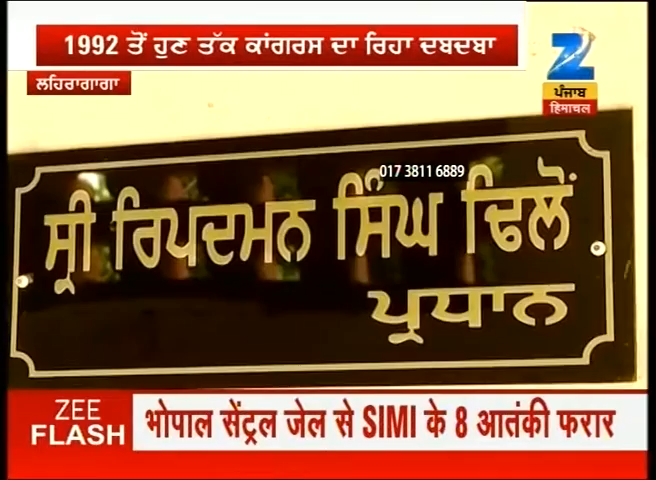 1992 ਤੋਂ ਹੁਣ ਤੱਕ ਕਾਂਗਰਸ ਦਾ ਰਿਹਾ ਦਬਦਬਾ
ਲਹਿਰਾਗਾਗਾ
ਪੰਜਾਬ
हिमाचल
017 3811 6889
ਸ੍ਰੀ ਰਿਪਦਮਨ ਸਿੰਘ ਢਿਲੋਂ
ਪ੍ਰਧਾਨ
ZEE
FLASH
भोपाल सेंट्रल जेल से SIMI के 8 आतंकी फरार